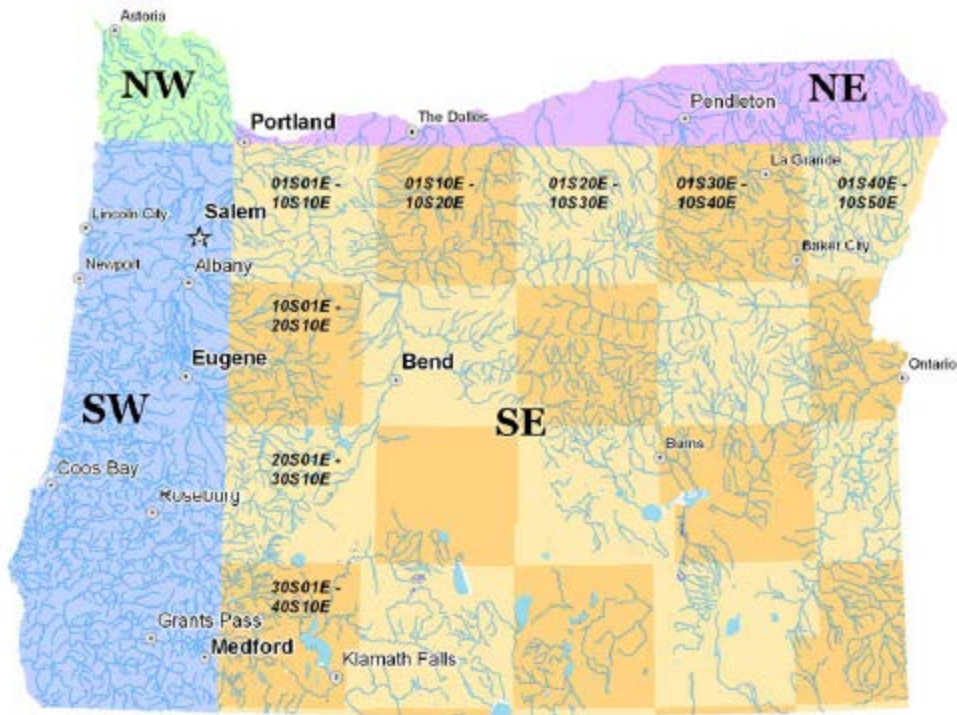 Astoria
NW
NE
Pendleton
Portland
The Dalles
La Grande
01S01E -
10S10E
01S10E -
10S20E
01S20E -
10S30E
01S30E -
10S40E
01S40E -
10S50E
Lincoln City
Salem
Baker City
Newport
Albany
10S01E -
20S10E
Eugene
Bend
Ontario
SW
SE
Burns
20S01E -
30S10E
Coos Bay
Roseburg
30S01E -
40S10E
Grants Pass
Medford
Klamath Falls